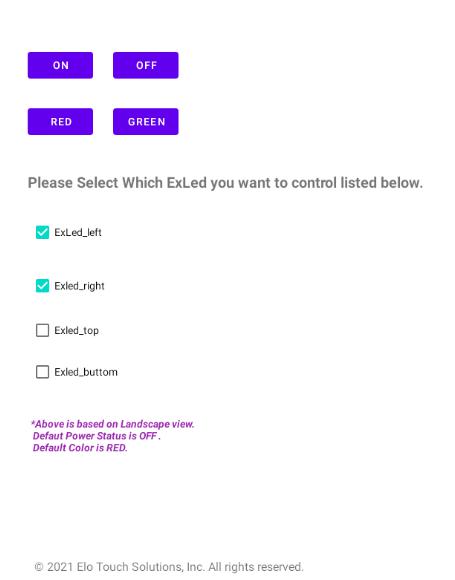 ON OFF
RED GREEN
Please Select Which ExLed you want to control listed below.
ExLed_left
Exled_right
Exled_top
Exled_buttom
*Above is based on Landscape view.
Defaut Power Status is OFF .
Default Color is RED.
© 2021 Elo Touch Solutions, Inc. All rights reserved.